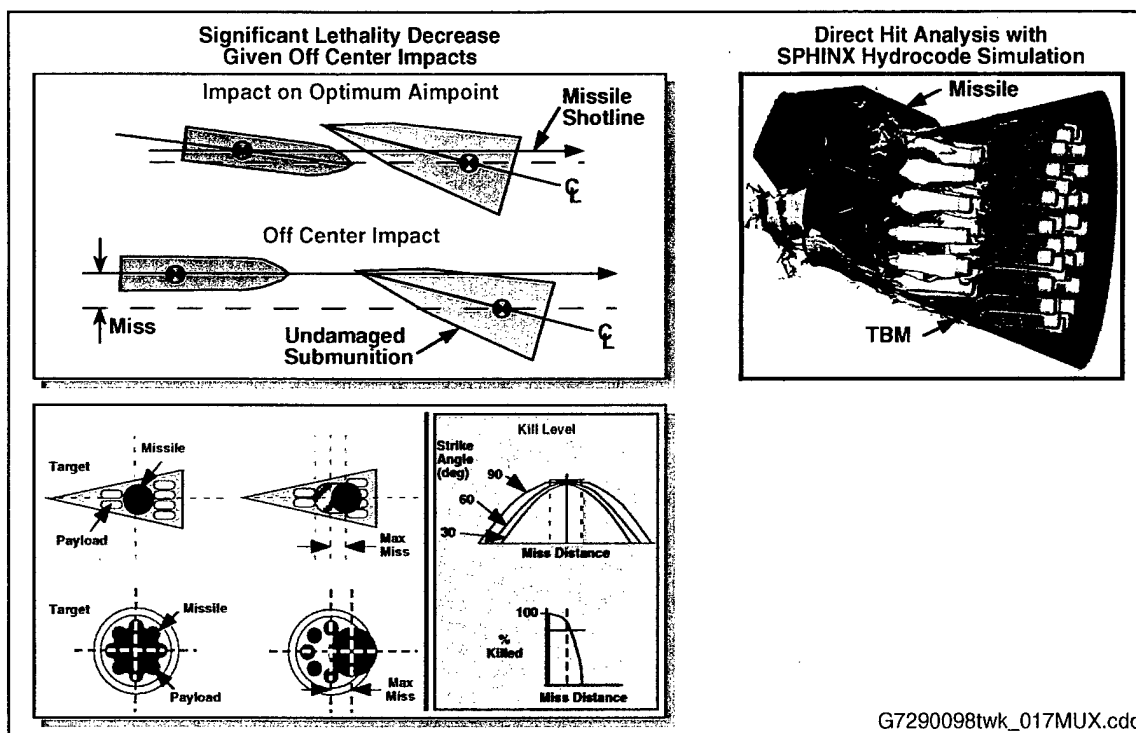 Significant Lethality Decrease
Given Off Center Impacts
Impact on Optimum Aimpoint
Missile
Shotline
℄
Off Center Impact
Miss
Undamaged
Submunition
℄
Direct Hit Analysis with
SPHINX Hydrocode Simulation
Missile
TBM
Target
Missile
Payload
Max
Miss
Target
Missile
Payload
Max
Miss
Kill Level
Strike
Angle
(deg)
90
60
30
Miss Distance
100
%
Killed
Miss Distance
G7290098twk_017MUX.cdr